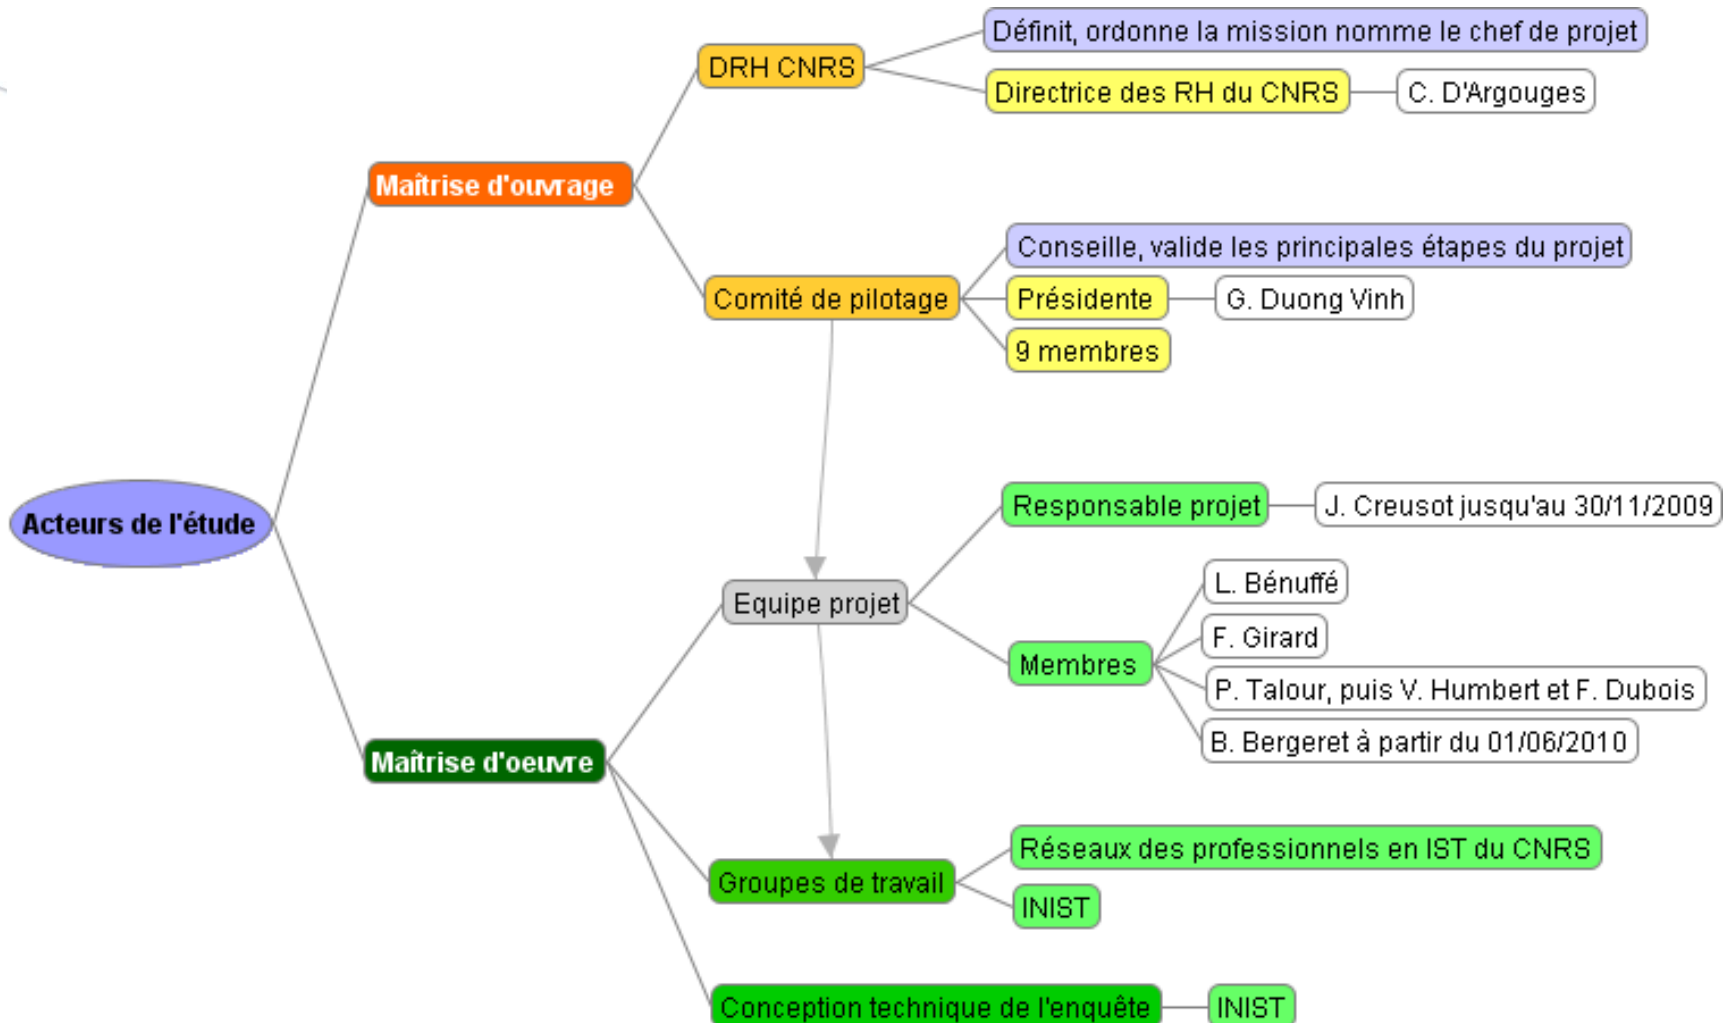 Définit, ordonne la mission nomme le chef de projet
DRH CNRS
Directrice des RH du CNRS
C. D'Argouges
Maîtrise d'ouvrage
Conseille, valide les principales étapes du projet
Comité de pilotage
Présidente
G. Duong Vinh
9 membres
Acteurs de l'étude
Responsable projet
J. Creusot jusqu'au 30/11/2009
Equipe projet
L. Bénuffé
F. Girard
Membres
P. Talour, puis V. Humbert et F. Dubois
B. Bergeret à partir du 01/06/2010
Maîtrise d'oeuvre
Réseaux des professionnels en IST du CNRS
Groupes de travail
INIST
Conception technique de l'enquête
INIST